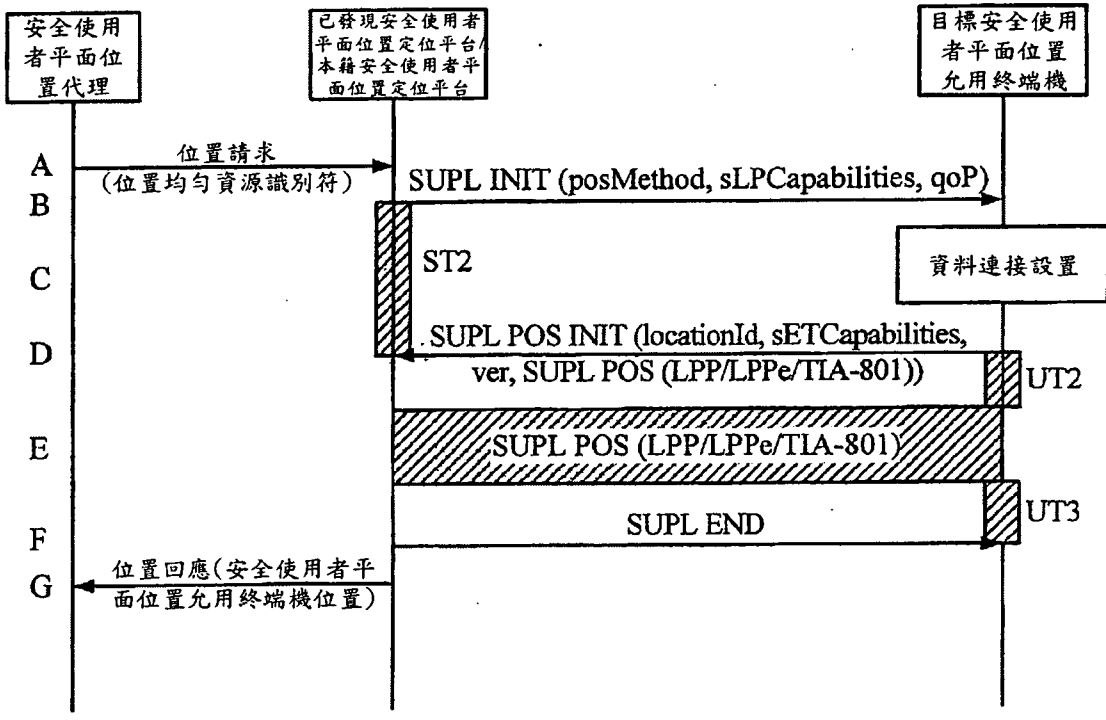 安全使用
者平面位
置代理
已發現安全使用者
平面位置定位平台/
本籍安全使用者平
面位置定位平台
目標安全使用
者平面位置
允用終端機
A
位置請求
(位置均勻資源識別符)
SUPL INIT (posMethod, sLPCapabilities, qoP)
B
C
ST2
資料連接設置
D
SUPL POS INIT (locationId, sETCapabilities,
ver, SUPL POS (LPP/LPPe/TIA-801))
UT2
E
SUPL POS (LPP/LPPe/TIA-801)
F
SUPL END
UT3
G
位置回應(安全使用者平
面位置允用終端機位置)